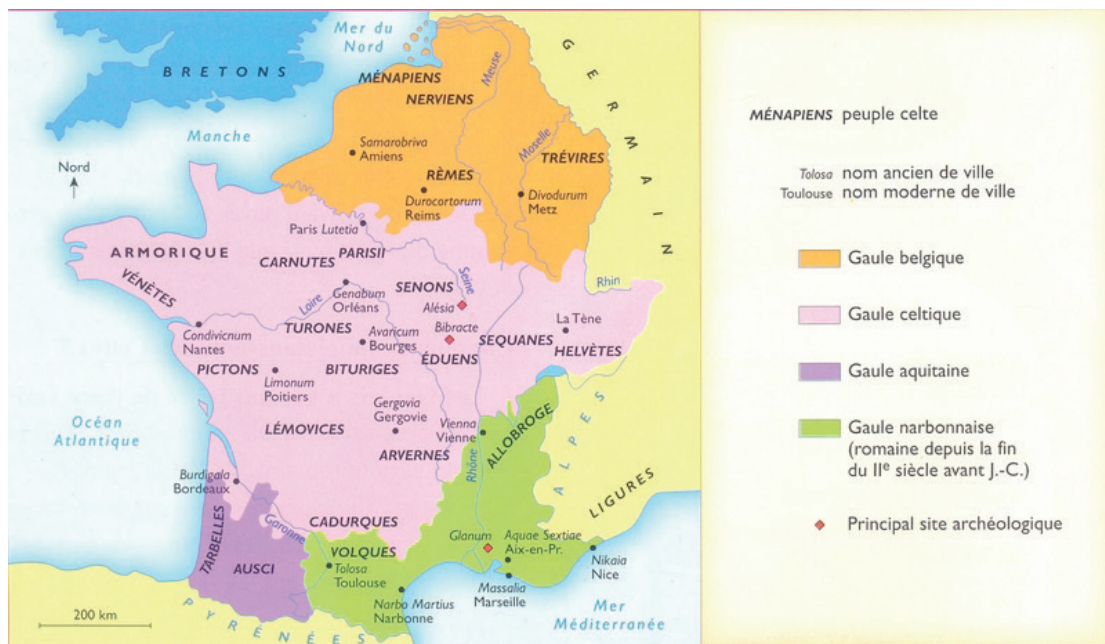 Mer du
Nord
BRETONS
Manche
Nord
GERMAIN
MÉNAPIENS
NERVIENS
Meuse
Moselle
Samarobriva
Amiens
TRÉVIRES
RÈMES
Durocortorum
Reims
Divodurum
Metz
Paris Lutetia
ARMORIQUE
PARISII
CARNUTES
VÉNÈTES
Seine
SENONS
Rhin
Genabum
Orléans
Loire
Alésia
Condivicnum
Nantes
TURONES
Avaricum
Bourges
Bibracte
La Tène
SEQUANES
ÉDUENS
HELVÈTES
PICTONS
BITURIGES
Limonum
Poitiers
Gergovia
Gergovie
Océan
Atlantique
LÉMOVICES
Vienna
Vienne
ALLOBROGE
ARVERNES
Rhône
ALPES
Burdigala
Bordeaux
LIGURES
Garonne
CADURQUES
TARBELLES
AUSCI
VOLQUES
Tolosa
Toulouse
Glanum
Aquae Sextiae
Aix-en-Pr.
Nikaia
Nice
Massalia
Marseille
Narbo Martius
Narbonne
Mer
Méditerranée
200 km
PYRÉNÉES
MÉNAPIENS peuple celte
Tolosa nom ancien de ville
Toulouse nom moderne de ville
Gaule belgique
Gaule celtique
Gaule aquitaine
Gaule narbonnaise
(romaine depuis la fin
du IIe siècle avant J.-C.)
Principal site archéologique